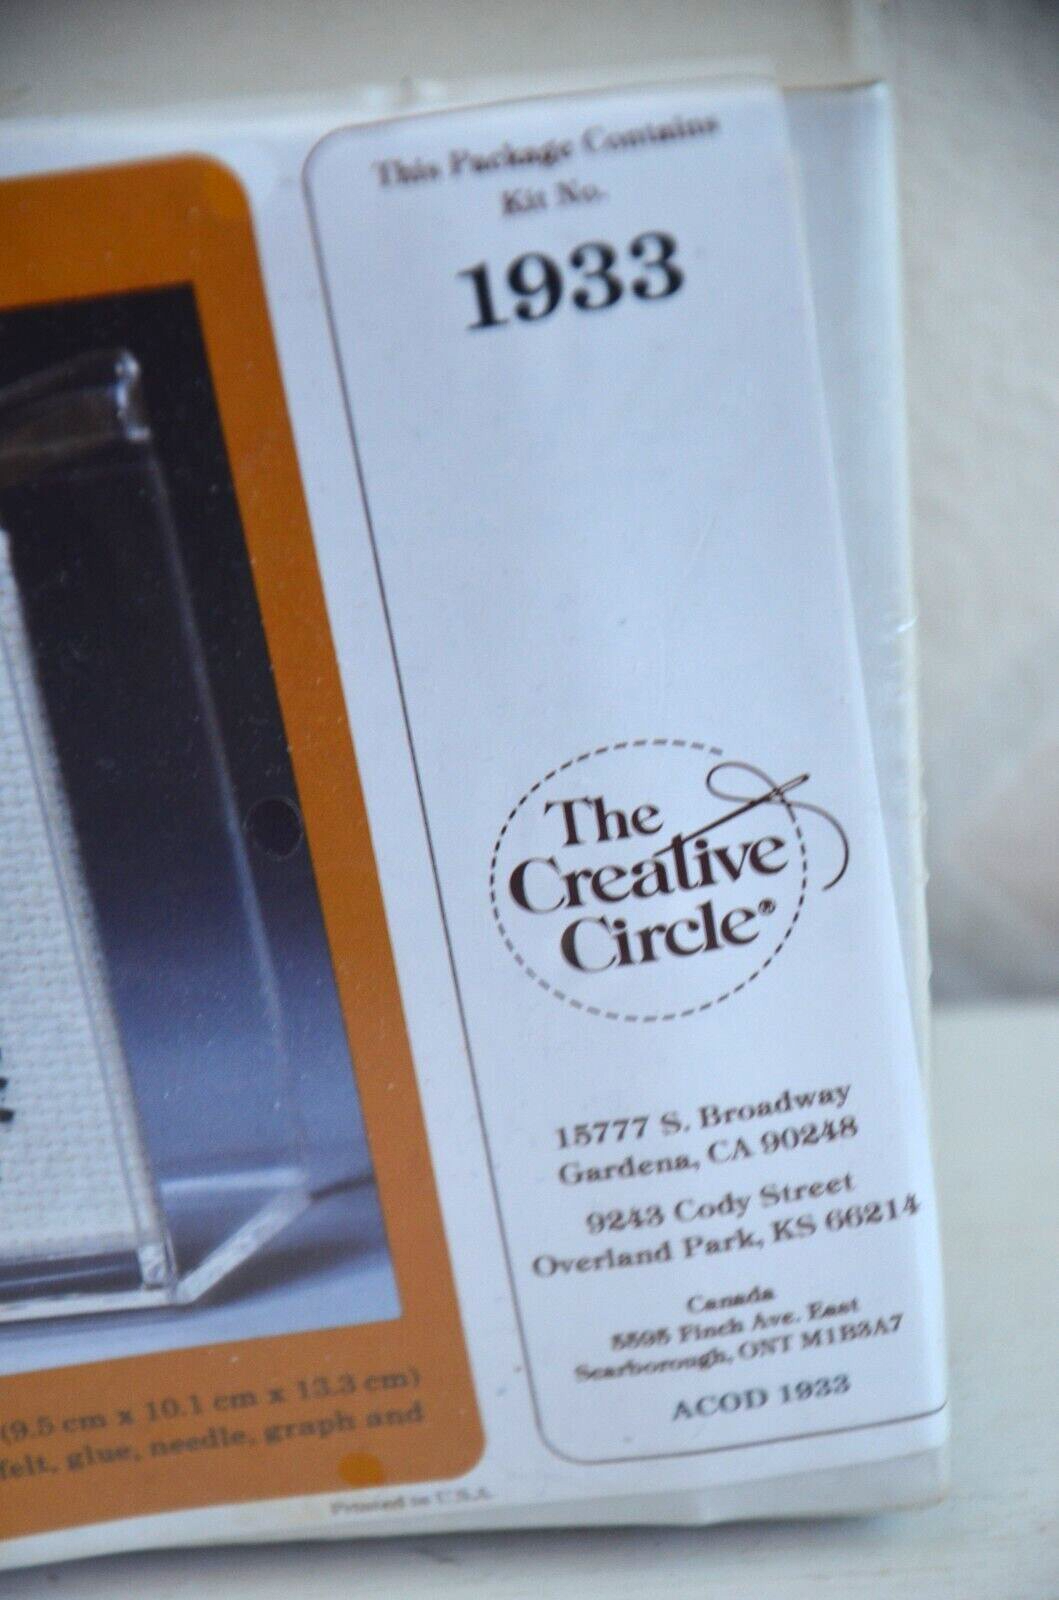 This Package Contains
Kit No.
1933
The
Creative
Circle®
15777 S. Broadway
Gardena, CA 90248
9243 Cody Street
Overland Park, KS 66214
Canada
5595 Finch Ave. East
Scarborough, ONT M1B3A7
ACOD 1933
(9.5 cm x 10.1 cm x 13.3 cm)
felt, glue, needle, graph and
Printed in U.S.A.